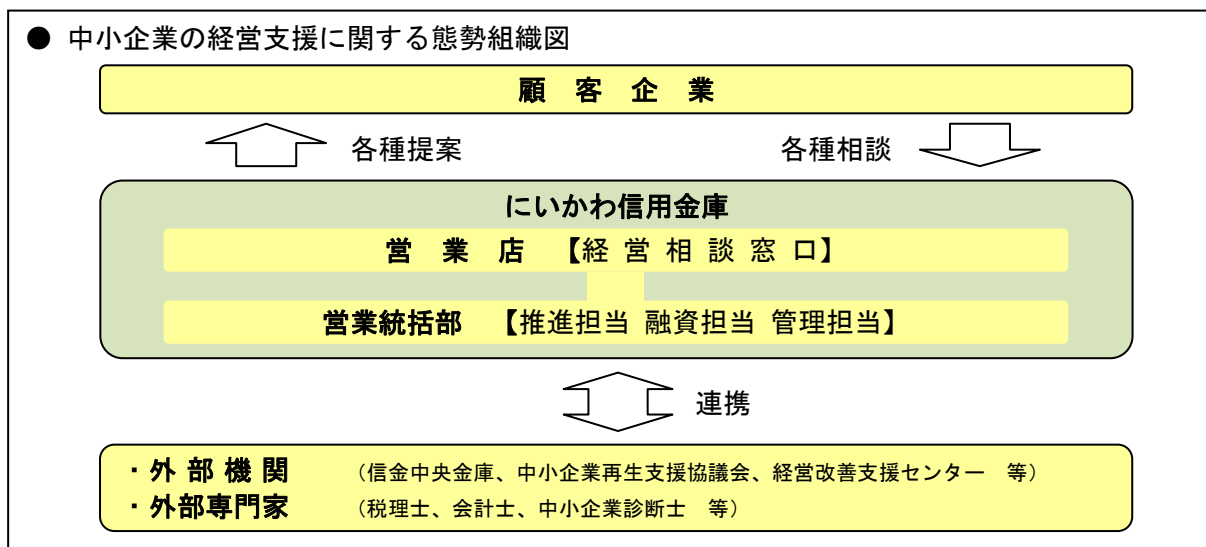 ● 中小企業の経営支援に関する態勢組織図
顧 客 企 業
各種提案
各種相談
にいかわ信用金庫
営 業 店 【経 営 相 談 窓 口】
営業統括部 【推進担当 融資担当 管理担当】
連携
・外 部 機 関 （信金中央金庫、中小企業再生支援協議会、経営改善支援センター 等）
・外部専門家 （税理士、会計士、中小企業診断士 等）